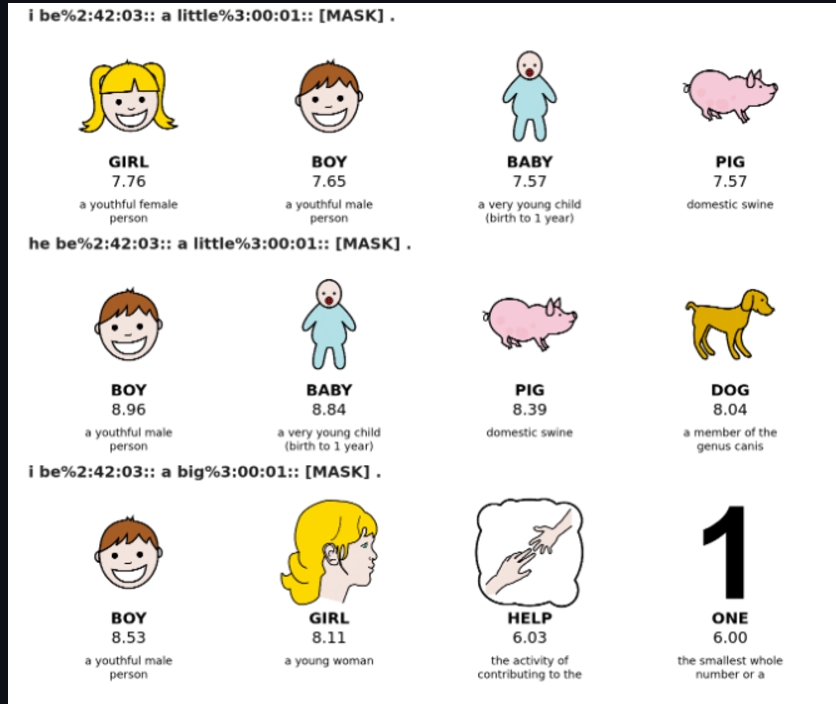 i be%2:42:03:: a little%3:00:01:: [MASK] .
GIRL BOY BABY PIG
7.76 7.65 7.57 7.57
a youthful female a youthful male a very young child domestic swine
person person (birth to 1 year)
he be%2:42:03:: a little%3:00:01:: [MASK] .
BOY BABY PIG DOG
8.96 8.84 8.39 8.04
a youthful male a very young child domestic swine a member of the
person (birth to 1 year) genus canis
i be%2:42:03:: a big%3:00:01:: [MASK] .
1
BOY GIRL HELP ONE
8.53 8.11 6.03 6.00
a youthful male a young woman the activity of the smallest whole
person contributing to the number or a